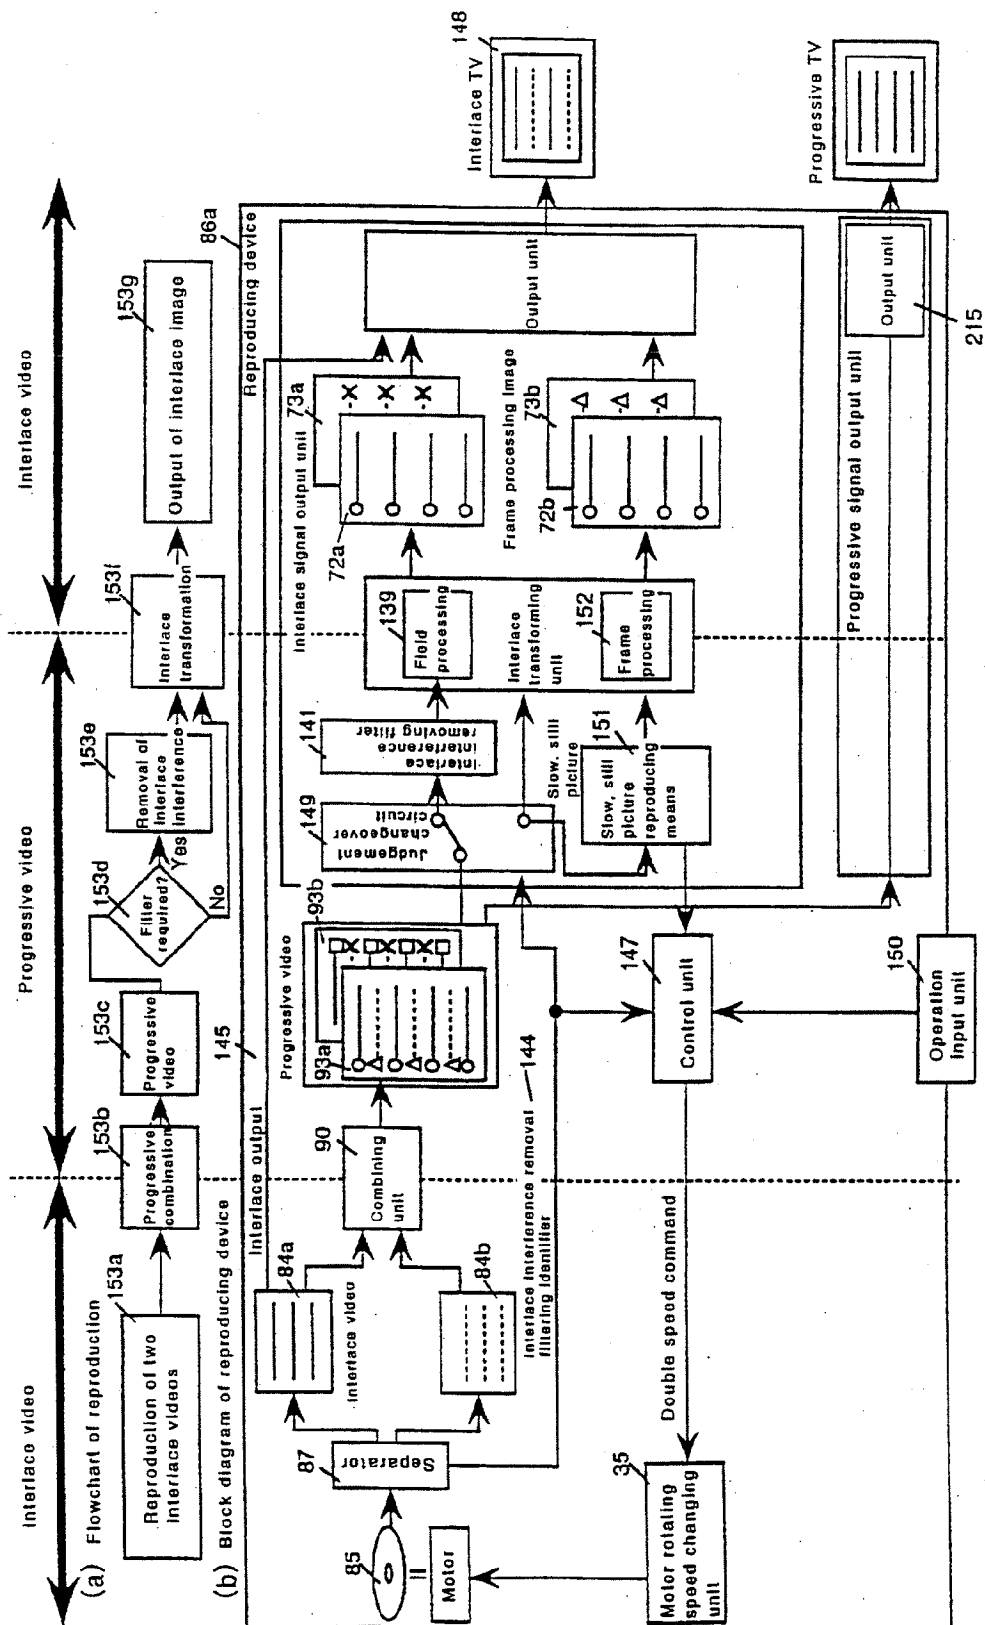 Interlace video
Progressive video
Interlace video
(a) Flowchart of reproduction
153a
Reproduction of two
interlace videos
153b
Progressive
combination
153c
Progressive
video
153d
Filter
required?
Yes
No
153e
Removal of
interlace
interference
153f
Interlace
transformation
153g
Output of interlace image
(b) Block diagram of reproducing device
145
86a
Reproducing device
Interlace output
85
Motor
87
Separator
84a
Interlace video
84b
90
Combining
unit
Progressive video
93a
93b
Interlace interference removal
filtering identifier
144
149
Judgement
changeover
circuit
141
Interlace
interference
removing filter
Slow, still
picture
151
Slow, still
picture
reproducing
means
Interlace signal output unit
139
Field
processing
Interlace
transforming
unit
152
Frame
processing
72a
73a
Frame processing image
72b
73b
Output unit
148
Interlace TV
Progressive TV
Progressive signal output unit
Output unit
215
147
Control unit
150
Operation
input unit
Double speed command
35
Motor rotating
speed changing
unit